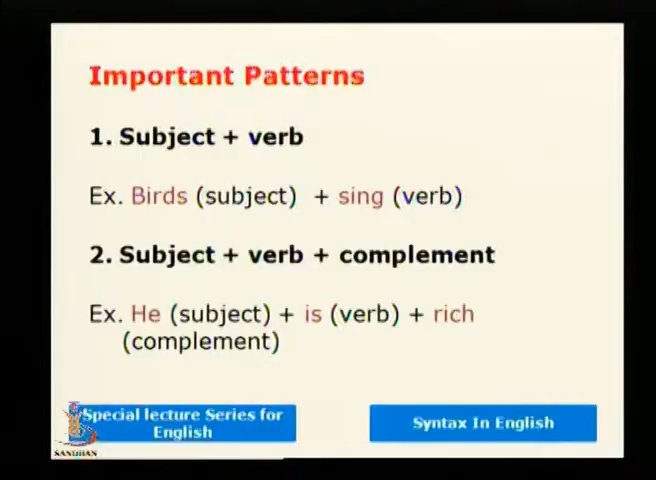 Important Patterns
1. Subject + verb
Ex. Birds (subject) + sing (verb)
2. Subject + verb + complement
Ex. He (subject) + is (verb) + rich
(complement)
Special lecture Series for
English
Syntax In English
SANDHAN